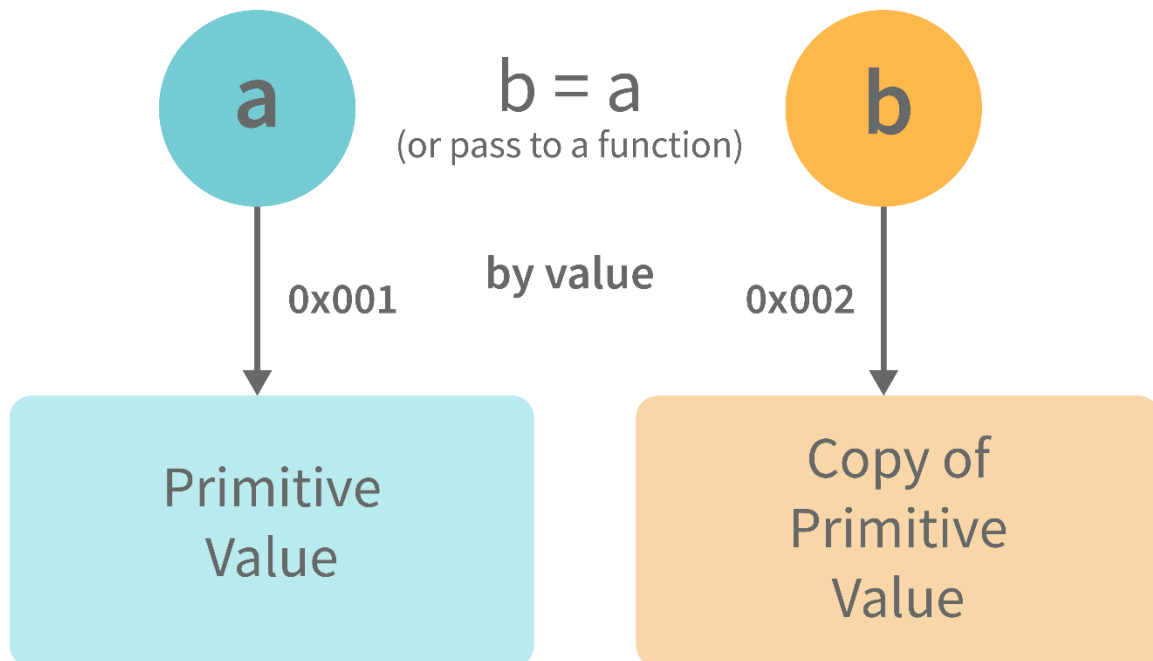 a
b = a
(or pass to a function)
b
by value
0x001
0x002
Primitive
Value
Copy of
Primitive
Value